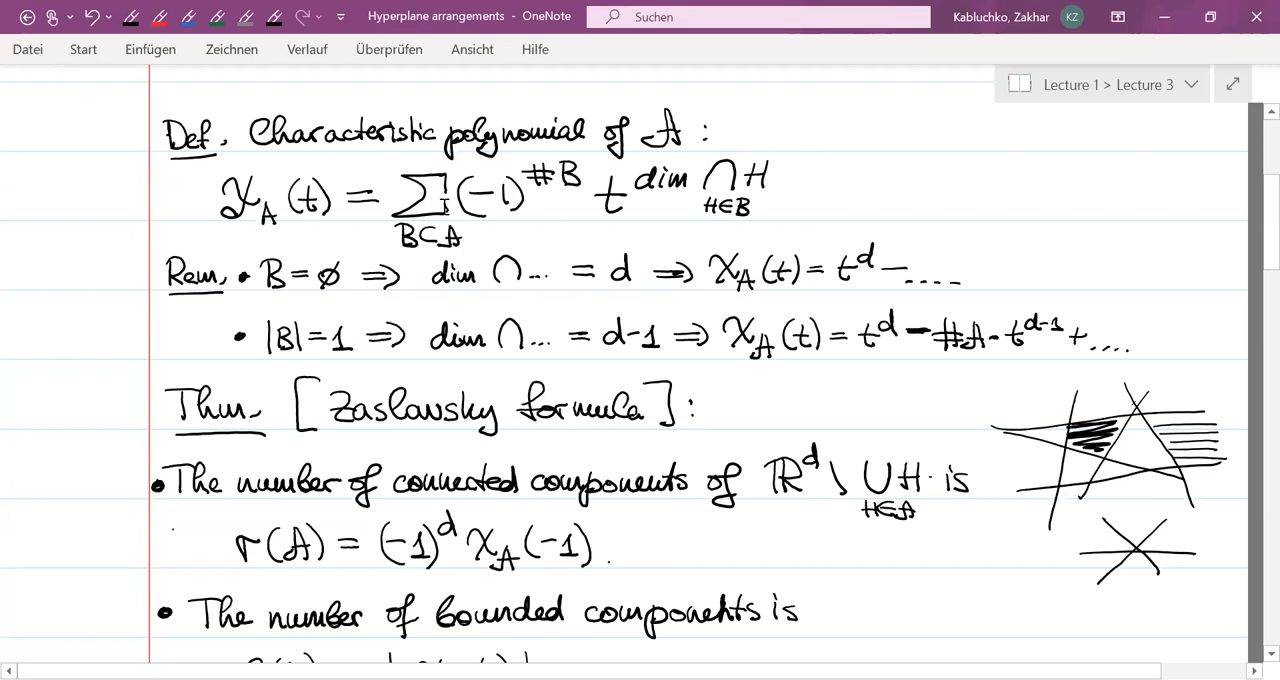 Hyperplane arrangements - OneNote
Suchen
Kabluchko, Zakhar
KZ
Datei Start Einfügen Zeichnen Verlauf Überprüfen Ansicht Hilfe
Lecture 1 > Lecture 3
Def. Characteristic polynomial of A :
χ_A (t) = ∑_{B⊂A} (-1)^{#B} t^{dim ⋂_{H∈B} H}
Rem. • B = ∅ ⟹ dim ∩... = d ⟹ χ_A (t) = t^d - ....
• |B| = 1 ⟹ dim ∩... = d-1 ⟹ χ_A (t) = t^d - #A · t^{d-1} + ....
Thm. [Zaslavsky formula] :
• The number of connected components of ℝ^d \ ⋃_{H∈A} H is
r(A) = (-1)^d χ_A (-1).
• The number of bounded components is